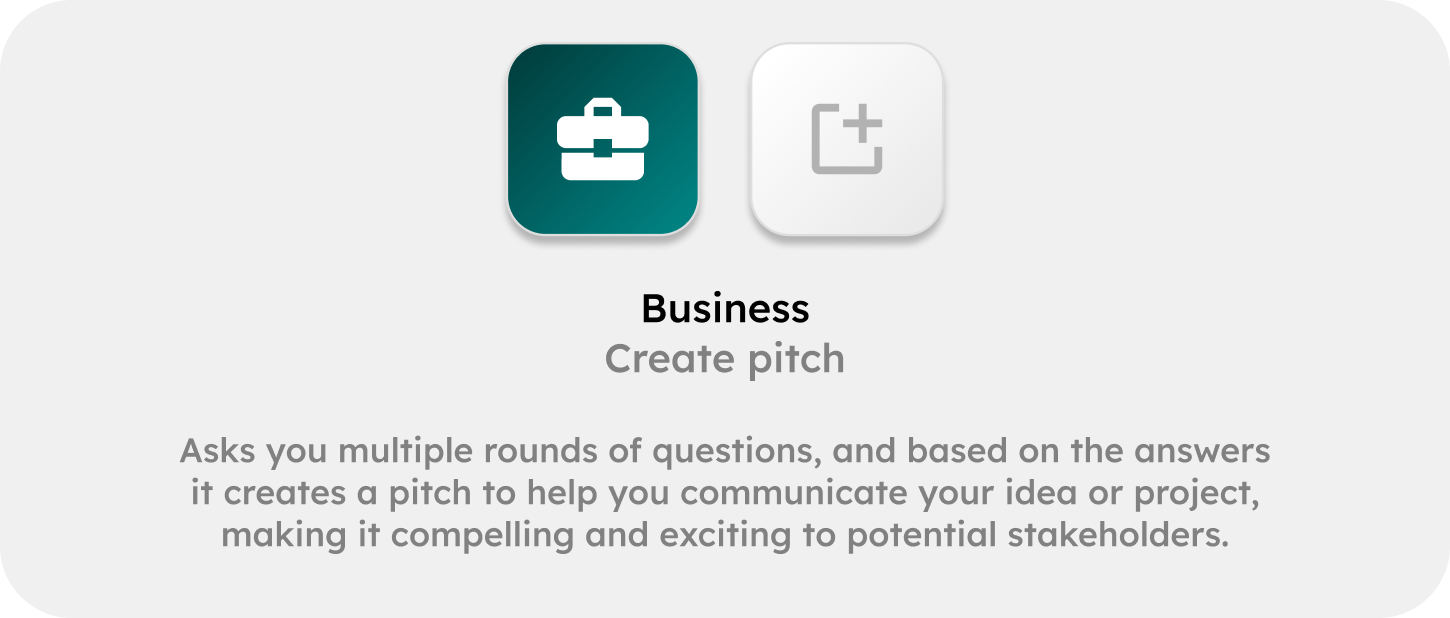 Business
Create pitch
Asks you multiple rounds of questions, and based on the answers
it creates a pitch to help you communicate your idea or project,
making it compelling and exciting to potential stakeholders.